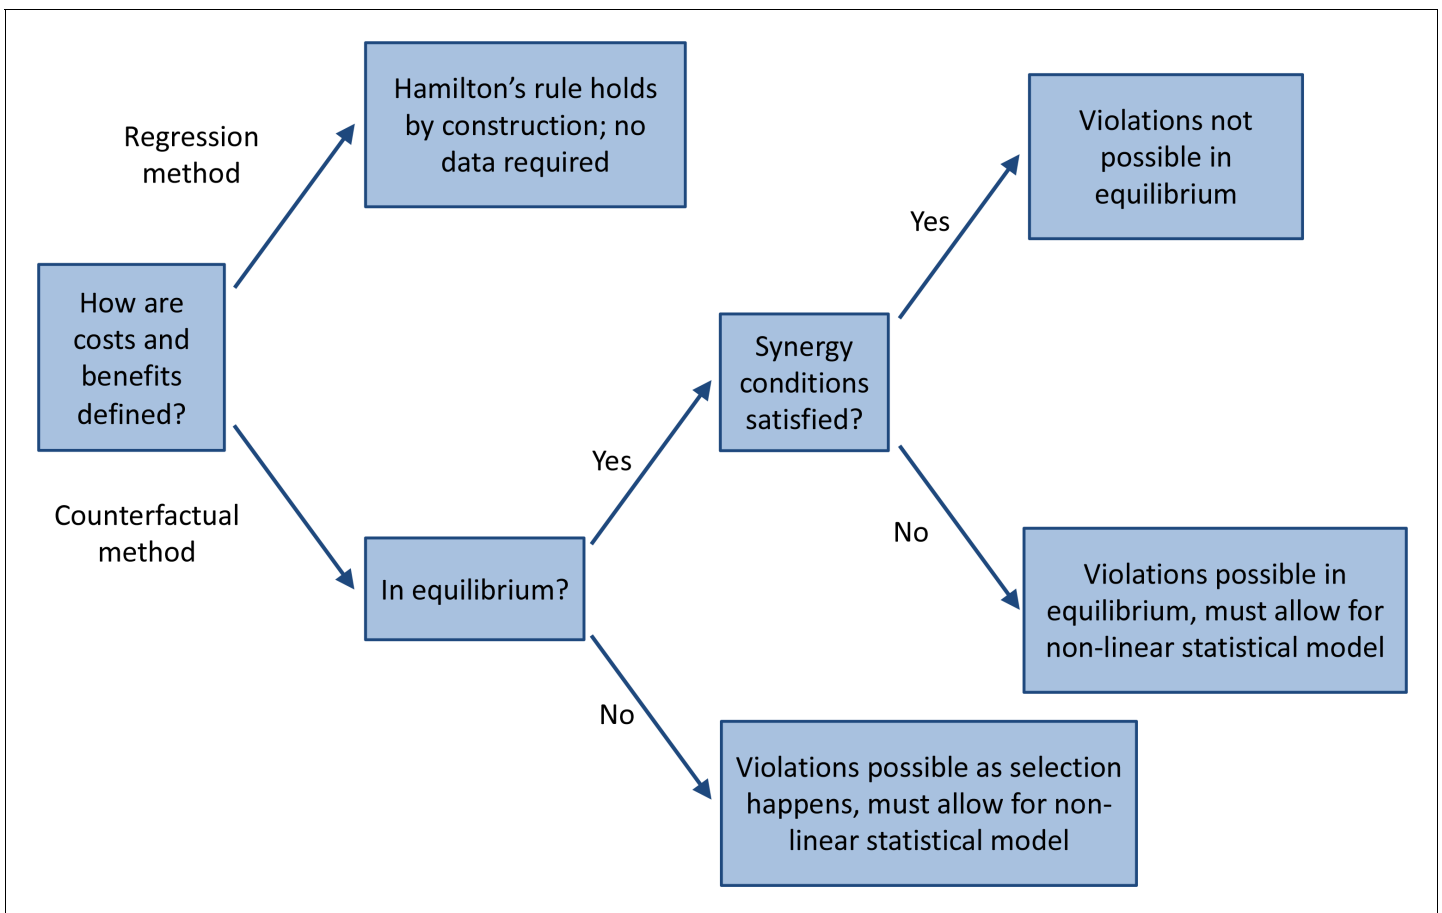 Regression
method
Hamilton’s rule holds
by construction; no
data required
How are
costs and
benefits
defined?
Counterfactual
method
In equilibrium?
Yes
No
Synergy
conditions
satisfied?
Yes
No
Violations not
possible in
equilibrium
Violations possible in
equilibrium, must allow for
non-linear statistical model
Violations possible as selection
happens, must allow for non-
linear statistical model